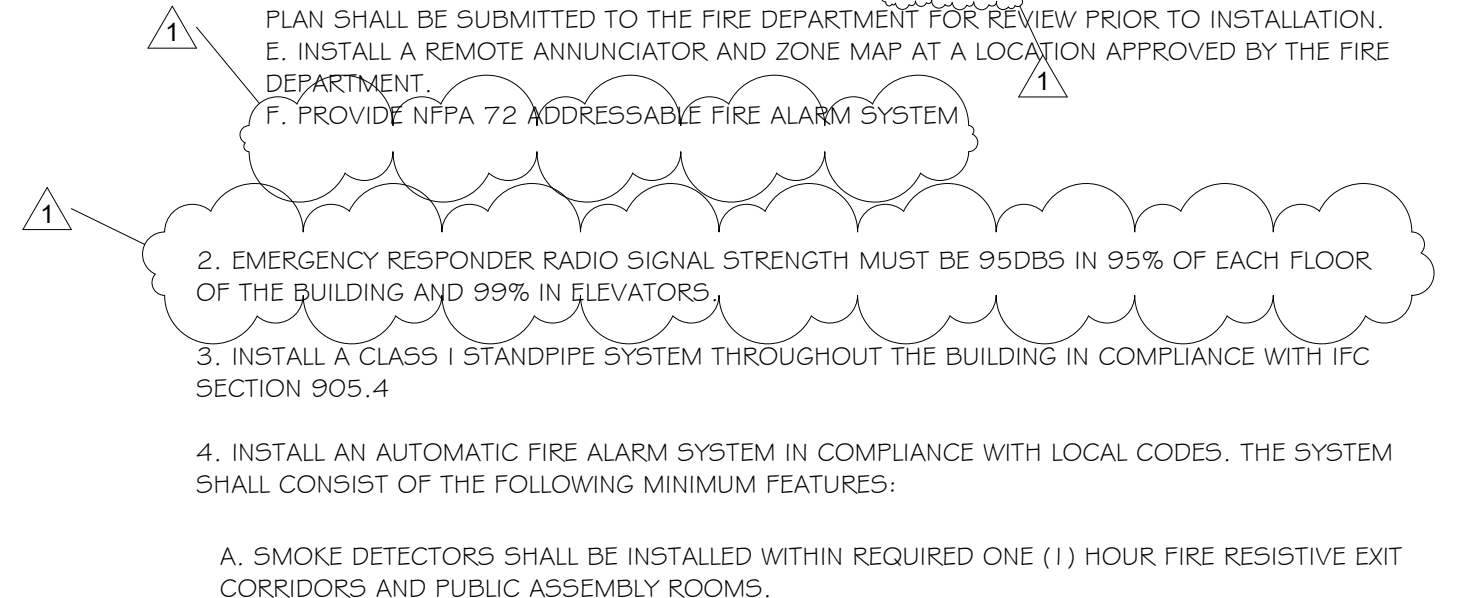 PLAN SHALL BE SUBMITTED TO THE FIRE DEPARTMENT FOR REVIEW PRIOR TO INSTALLATION.
1
E. INSTALL A REMOTE ANNUNCIATOR AND ZONE MAP AT A LOCATION APPROVED BY THE FIRE
DEPARTMENT.
1
F. PROVIDE NFPA 72 ADDRESSABLE FIRE ALARM SYSTEM
1
2. EMERGENCY RESPONDER RADIO SIGNAL STRENGTH MUST BE 95DBS IN 95% OF EACH FLOOR
OF THE BUILDING AND 99% IN ELEVATORS.
3. INSTALL A CLASS I STANDPIPE SYSTEM THROUGHOUT THE BUILDING IN COMPLIANCE WITH IFC
SECTION 905.4
4. INSTALL AN AUTOMATIC FIRE ALARM SYSTEM IN COMPLIANCE WITH LOCAL CODES. THE SYSTEM
SHALL CONSIST OF THE FOLLOWING MINIMUM FEATURES:
A. SMOKE DETECTORS SHALL BE INSTALLED WITHIN REQUIRED ONE (1) HOUR FIRE RESISTIVE EXIT
CORRIDORS AND PUBLIC ASSEMBLY ROOMS.